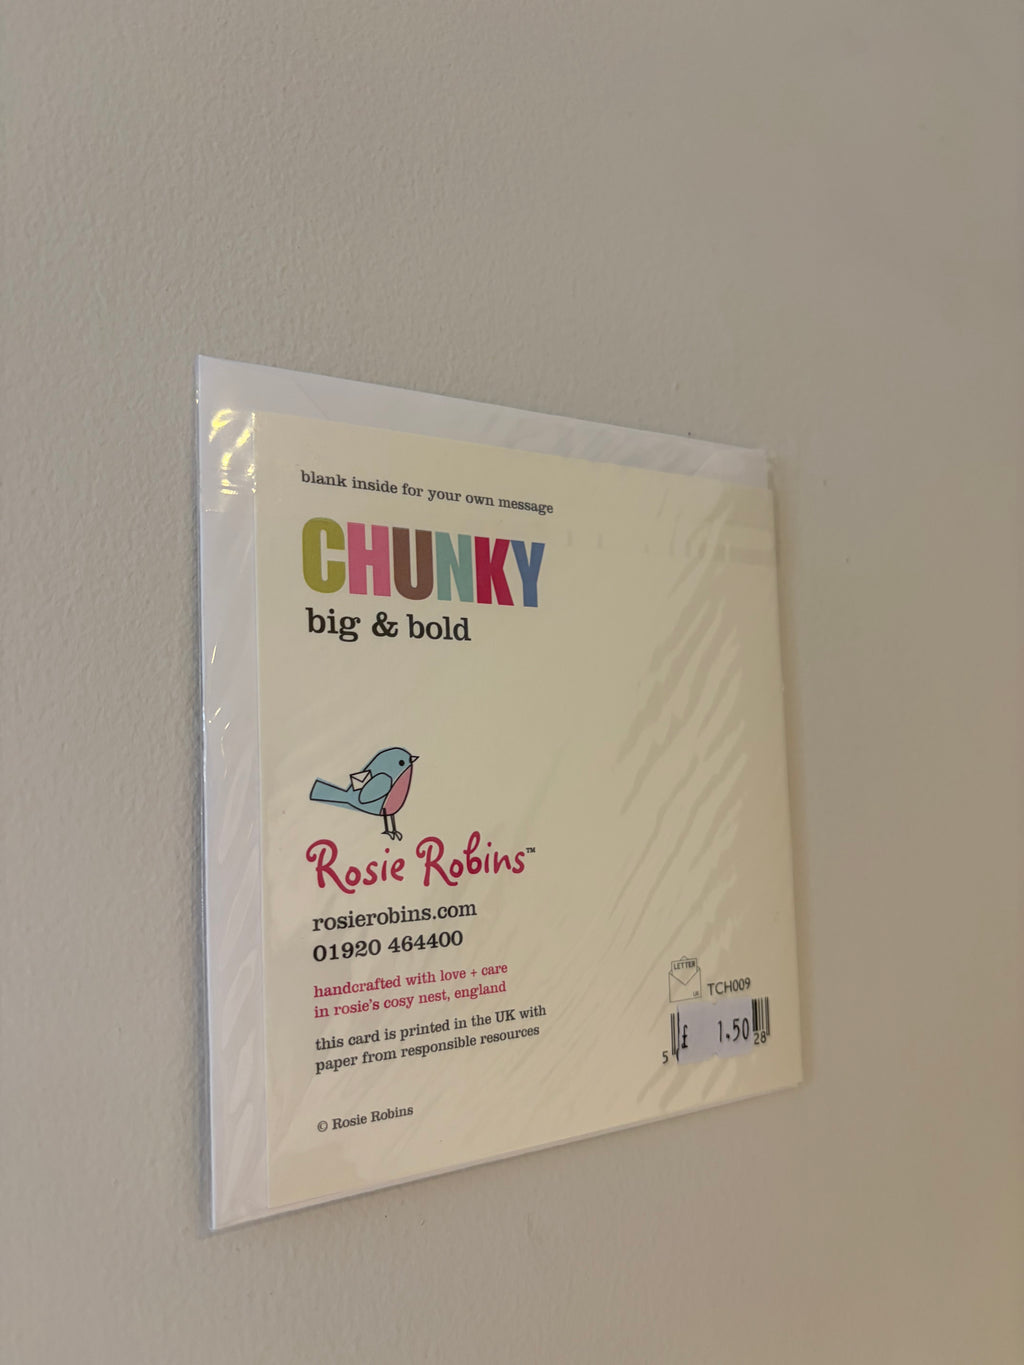 blank inside for your own message
CHUNKY
big & bold
Rosie Robins™
rosierobins.com
01920 464400
handcrafted with love + care
in rosie's cosy nest, england
this card is printed in the UK with
paper from responsible resources
© Rosie Robins
LETTER
TCH009
£ 1.50
5
28